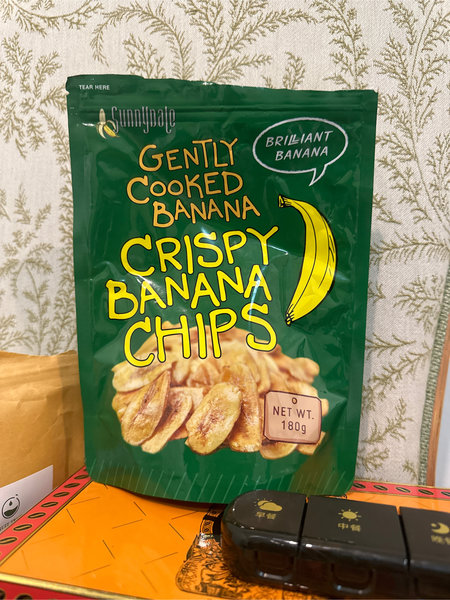 TEAR HERE
Sunnydate
BRILLIANT
BANANA
GENTLY
COOKED
BANANA
CRISPY
BANANA
CHIPS
NET WT.
180g
早餐
中餐
晚餐